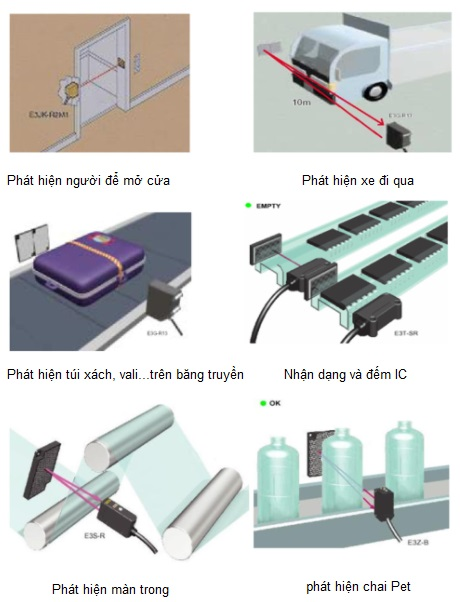 E3JK-R2M1
10m
E3G-R13
Phát hiện người để mở cửa
Phát hiện xe đi qua
EMPTY
E3G-R13
E3T-SR
Phát hiện túi xách, vali...trên băng truyền
Nhận dạng và đếm IC
OK
E3S-R
E3Z-B
Phát hiện màn trong
phát hiện chai Pet